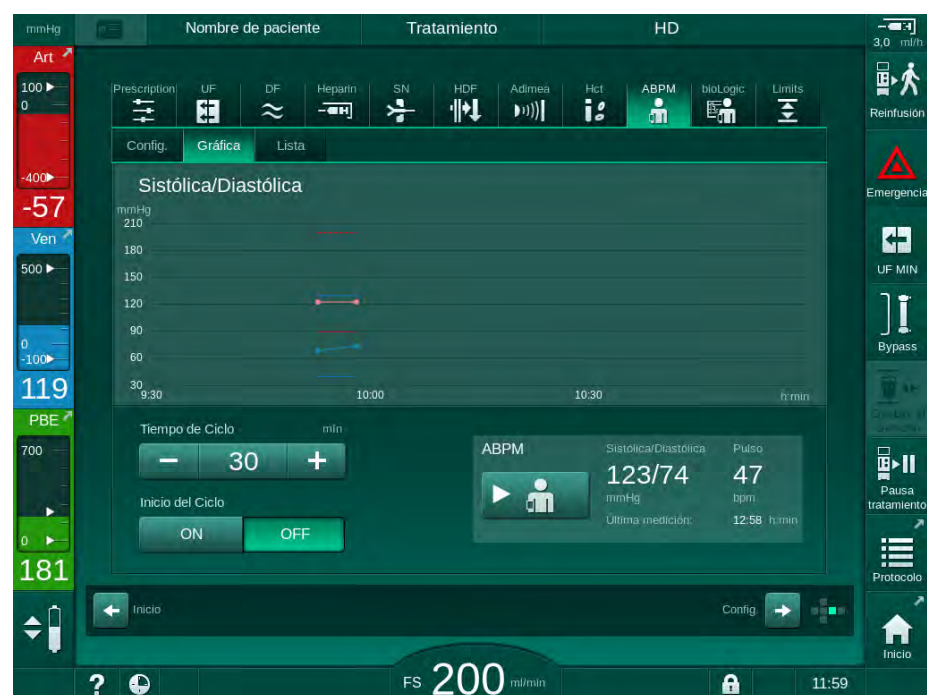 mmHg Nombre de paciente Tratamiento HD 3,0 ml/h
Art
100
0
-400
-57
Ven
500
0
-100
119
PBE
700
0
181
Prescription UF DF Heparin SN HDF Adimea Hct ABPM bioLogic Limits
Config. Gráfica Lista
Sistólica/Diastólica
mmHg
210
180
150
120
90
60
30
9:30 10:00 10:30 h:min
Tiempo de Ciclo min
30
Inicio del Ciclo
ON OFF
ABPM Sistólica/Diastólica Pulso
123/74 47
mmHg bpm
Última medición: 12:58 h:min
Inicio Config.
? FS 200 ml/min 11:59
Reinfusión
Emergencia
UF MIN
Bypass
Pausa
tratamiento
Protocolo
Inicio